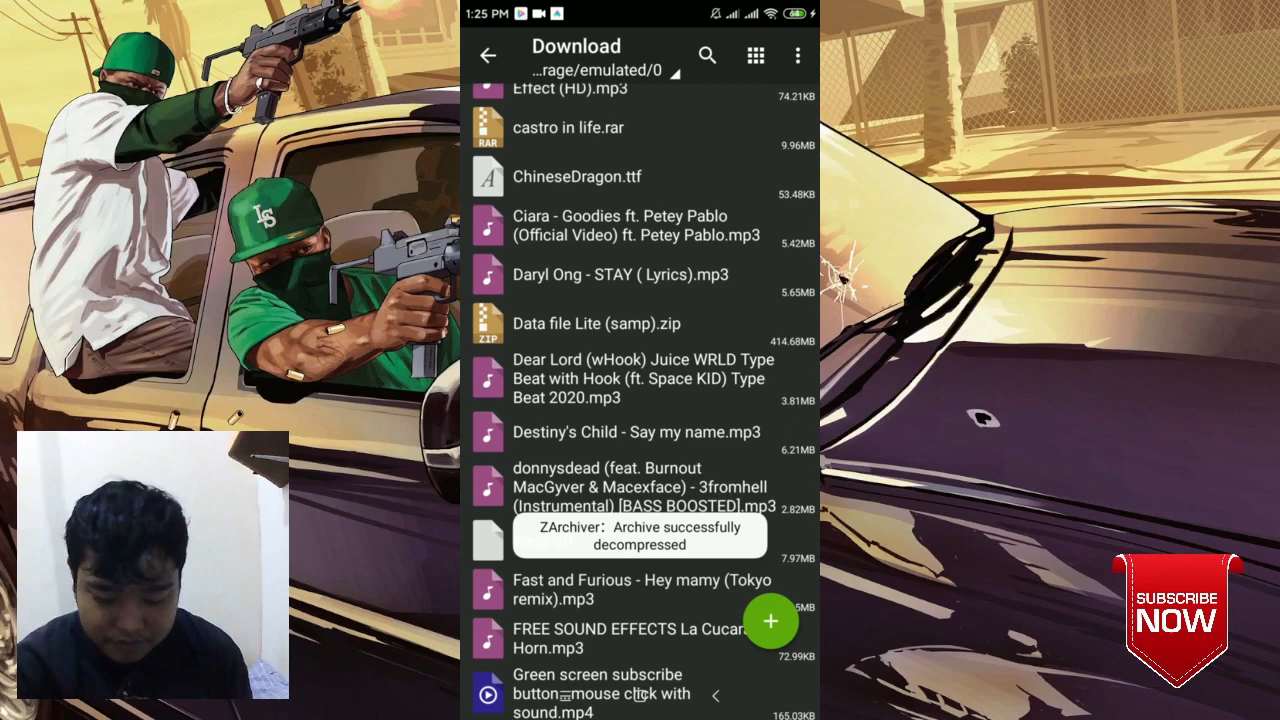 1:25 PM
64
Download
...rage/emulated/0
Effect (HD).mp3
74.21KB
RAR
castro in life.rar
9.96MB
A
ChineseDragon.ttf
53.48KB
Ciara - Goodies ft. Petey Pablo
(Official Video) ft. Petey Pablo.mp3
5.42MB
Daryl Ong - STAY ( Lyrics).mp3
5.65MB
ZIP
Data file Lite (samp).zip
414.68MB
Dear Lord (wHook) Juice WRLD Type
Beat with Hook (ft. Space KID) Type
Beat 2020.mp3
3.81MB
Destiny's Child - Say my name.mp3
6.21MB
donnysdead (feat. Burnout
MacGyver & Macexface) - 3fromhell
(Instrumental) [BASS BOOSTED].mp3
2.82MB
ZArchiver: Archive successfully
decompressed
7.97MB
Fast and Furious - Hey mamy (Tokyo
remix).mp3
FREE SOUND EFFECTS La Cucar
Horn.mp3
72.99KB
Green screen subscribe
button mouse click with
sound.mp4
165.03KB
LS
SUBSCRIBE
NOW